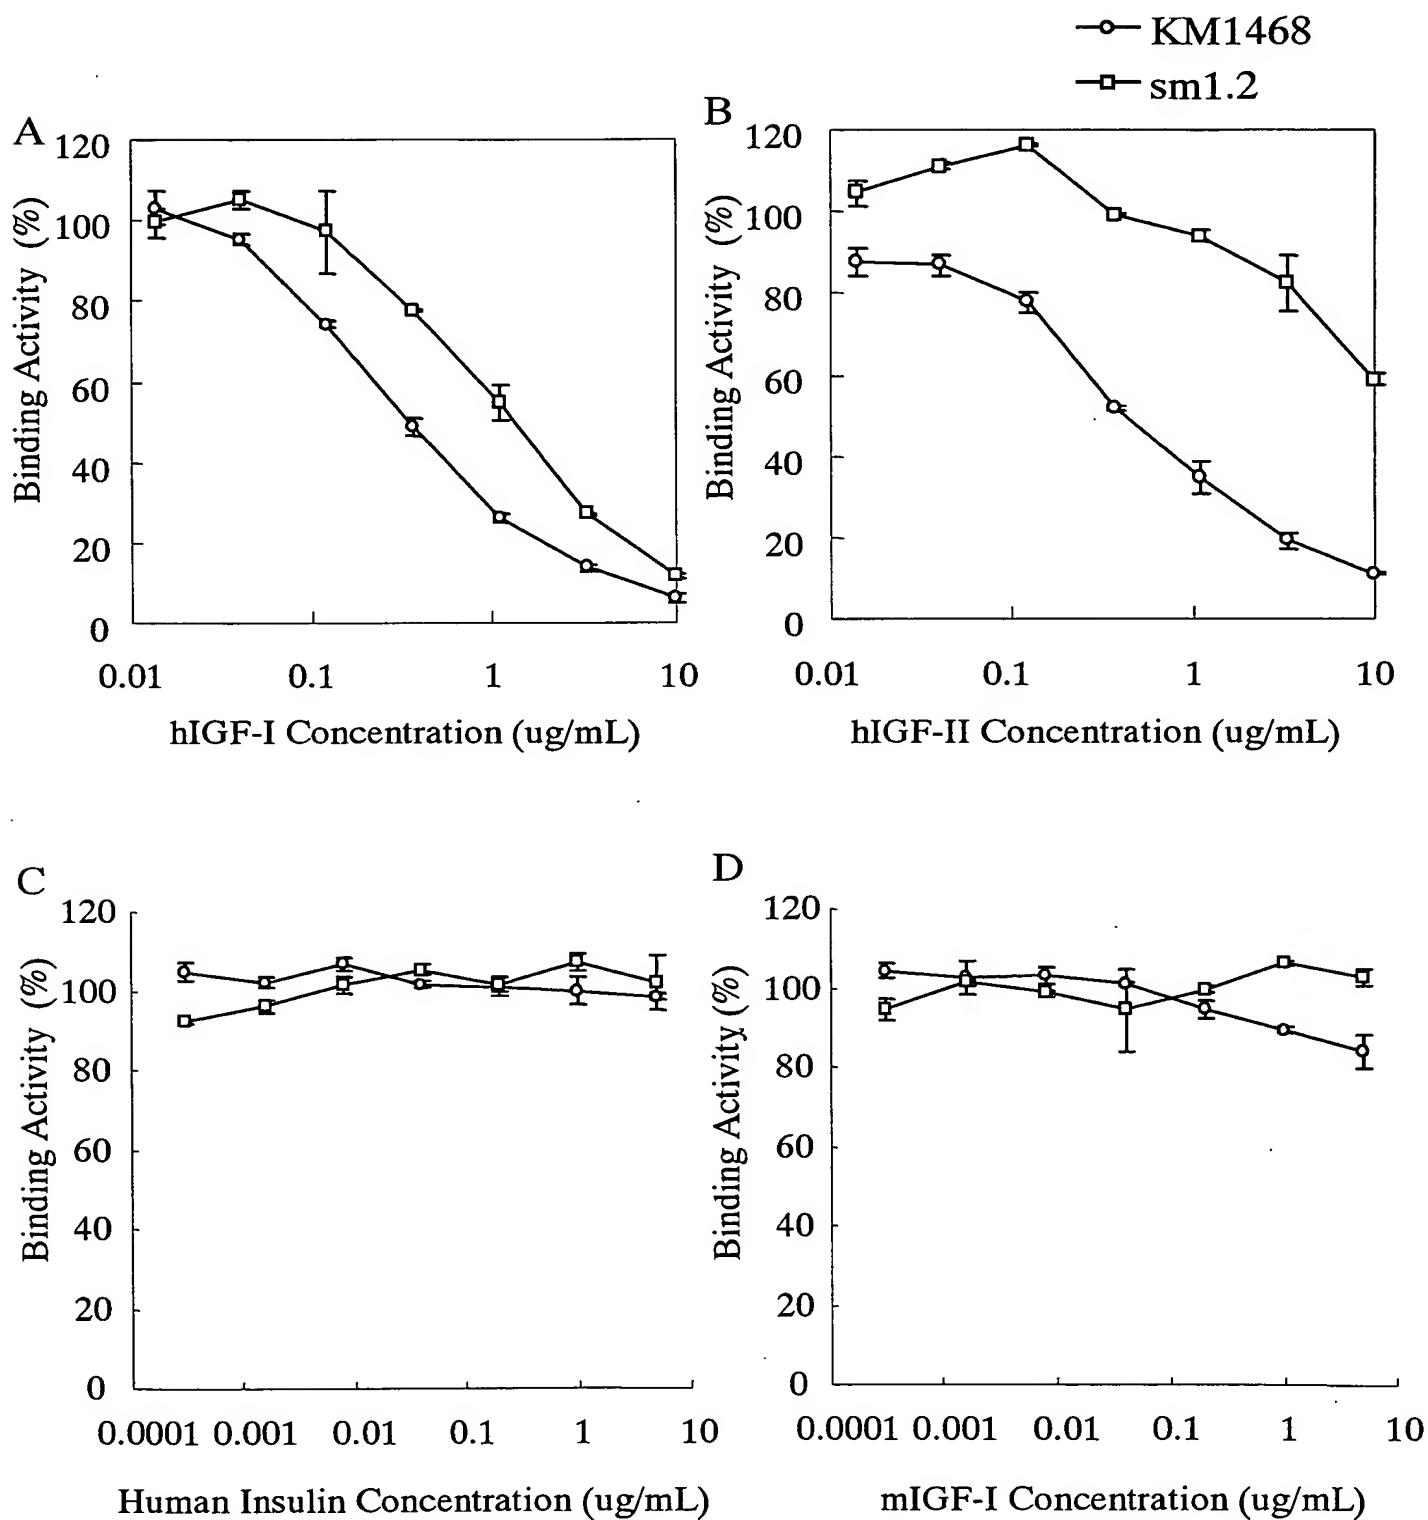 KM1468
sm1.2
A
120
100
80
60
40
20
0
Binding Activity (%)
0.01 0.1 1 10
hIGF-I Concentration (ug/mL)
B
120
100
80
60
40
20
0
Binding Activity (%)
0.01 0.1 1 10
hIGF-II Concentration (ug/mL)
C
120
100
80
60
40
20
0
Binding Activity (%)
0.0001 0.001 0.01 0.1 1 10
Human Insulin Concentration (ug/mL)
D
120
100
80
60
40
20
0
Binding Activity (%)
0.0001 0.001 0.01 0.1 1 10
mIGF-I Concentration (ug/mL)